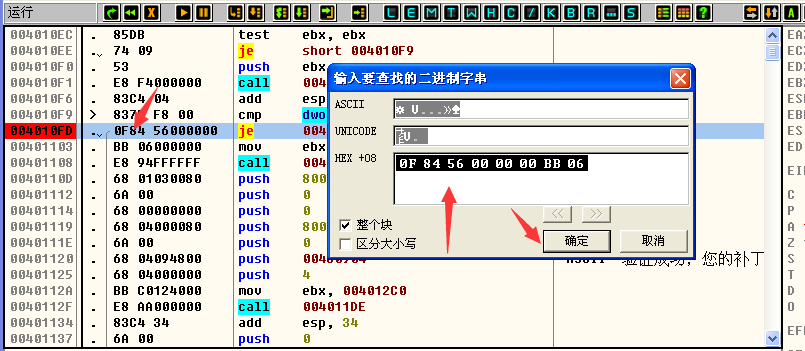 运行 L E M T W H C / K B R ... S
004010EC . 85DB test ebx, ebx
004010EE . 74 09 je short 004010F9
004010F0 . 53 push ebx
004010F1 . E8 F4000000 call 004
004010F6 . 83C4 04 add esp
004010F9 > 837 F8 00 cmp dwo
004010FD . 0F84 56000000 je 004
00401103 . BB 06000000 mov ebx
00401108 . E8 94FFFFFF call 004
0040110D . 68 01030080 push 800
00401112 . 6A 00 push 0
00401114 . 68 00000000 push 0
00401119 . 68 04000080 push 800
0040111E . 6A 00 push 0
00401120 . 68 04094800 push 00480904
00401125 . 68 04000000 push 4
0040112A . BB C0124000 mov ebx, 004012C0
0040112F . E8 AA000000 call 004011DE
00401134 . 83C4 34 add esp, 34
00401137 . 6A 00 push 0
输入要查找的二进制字串
ASCII
UNICODE
HEX +08 0F 84 56 00 00 00 BB 06
<< >>
整个块
区分大小写
确定 取消
ASCII "验证成功，您的补丁
EA
EC
ED
EB
ES
EB
ES
ED
EI
C
P
A
Z
S
T
D
O
EF